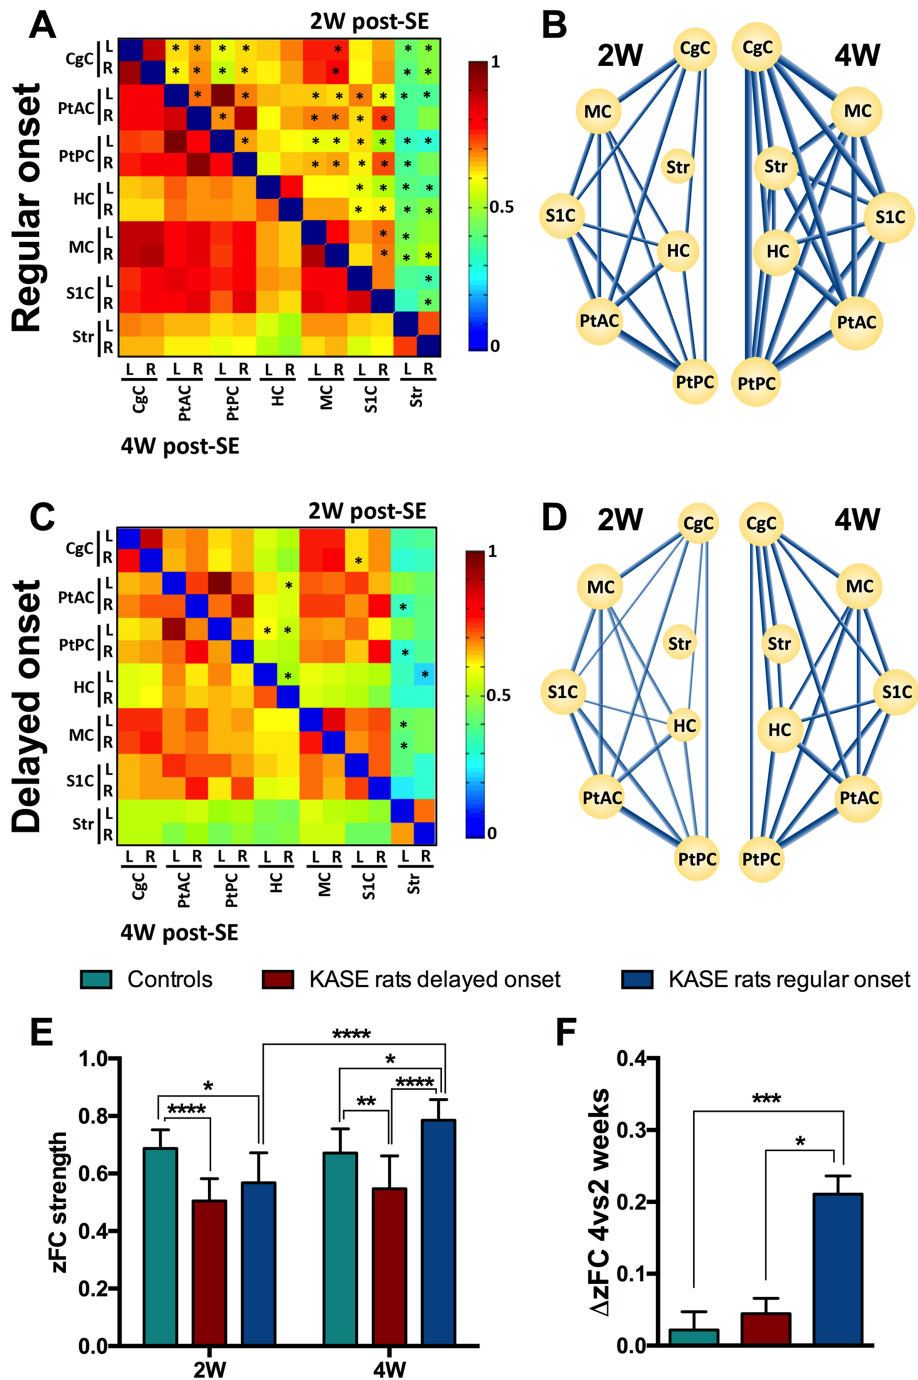 A
2W post-SE
L R
CgC L
R
PtAC L
R
PtPC L
R
HC L
R
MC L
R
S1C L
R
Str L
R
Regular onset
1
0.5
0
L R L R L R L R L R L R L R
CgC PtAC PtPC HC MC S1C Str
4W post-SE
B
2W 4W
CgC CgC
MC MC
Str Str
S1C S1C
HC HC
PtAC PtAC
PtPC PtPC
C
2W post-SE
CgC L
R
PtAC L
R
PtPC L
R
HC L
R
MC L
R
S1C L
R
Str L
R
Delayed onset
1
0.5
0
L R L R L R L R L R L R L R
CgC PtAC PtPC HC MC S1C Str
4W post-SE
D
2W 4W
CgC CgC
MC MC
Str Str
S1C S1C
HC HC
PtAC PtAC
PtPC PtPC
Controls KASE rats delayed onset KASE rats regular onset
E
zFC strength
1.0
0.8
0.6
0.4
0.2
0.0
****
*
****
*
**
****
2W 4W
F
ΔzFC 4vs2 weeks
0.4
0.3
0.2
0.1
0.0
***
*